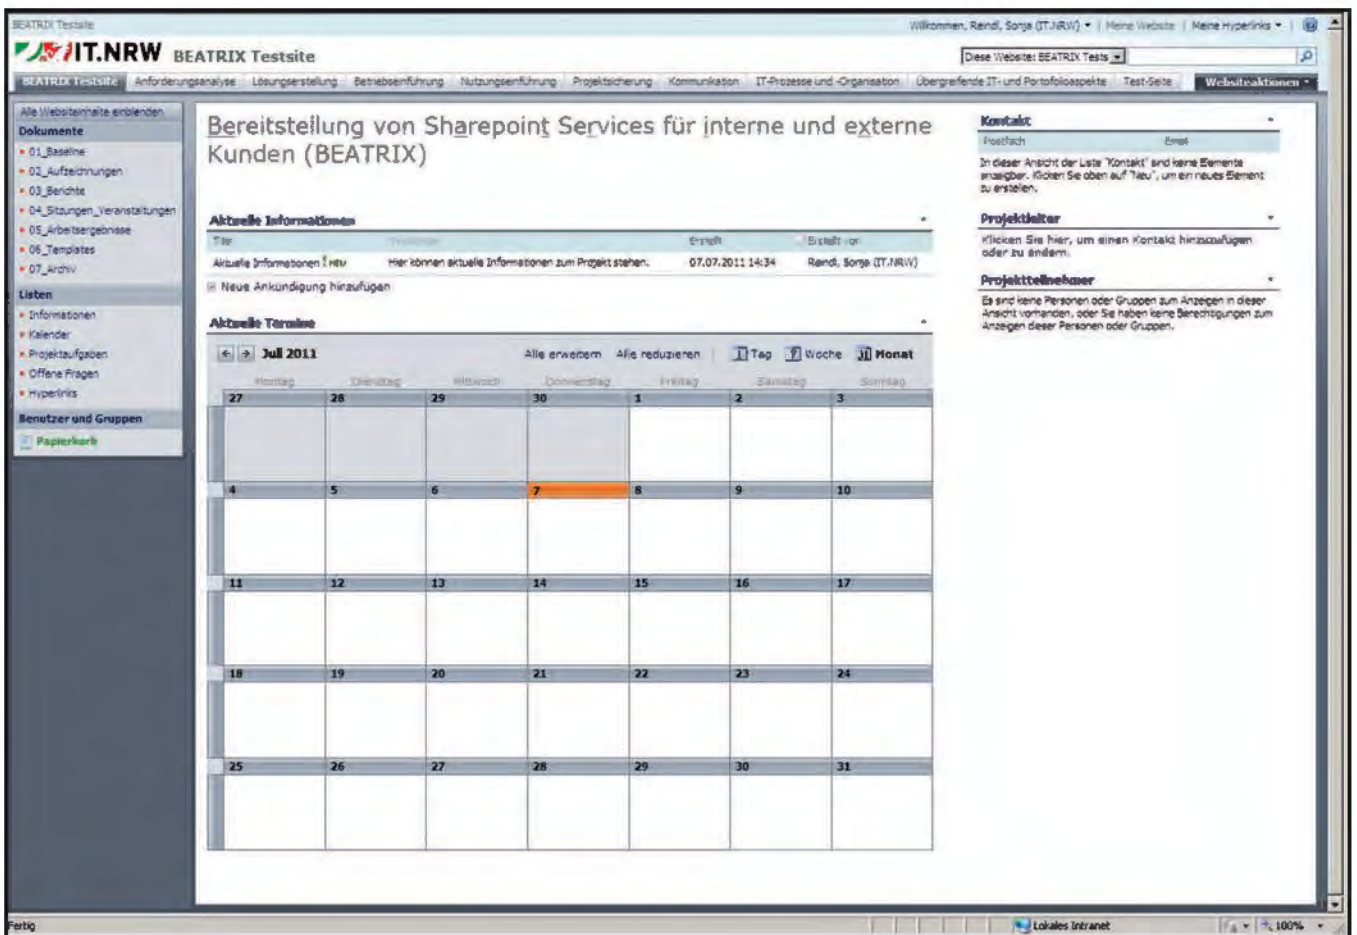 BEATRIX Testsite
Willkommen, Reindl, Sonja (IT.NRW) | Meine Website | Meine Hyperlinks
IT.NRW BEATRIX Testsite
Diese Website: BEATRIX Tests
BEATRIX Testsite Anforderungsanalyse Lösungserstellung Betriebseinführung Nutzungseinführung Projektsicherung Kommunikation IT-Prozesse und -Organisation Übergreifende IT- und Portofolioaspekte Test-Seite Websiteaktionen
Alle Websiteinhalte einblenden
Dokumente
01_Baseline
02_Aufzeichnungen
03_Berichte
04_Sitzungen_Veranstaltungen
05_Arbeitsergebnisse
06_Templates
07_Archiv
Listen
Informationen
Kalender
Projektaufgaben
Offene Fragen
Hyperlinks
Benutzer und Gruppen
Papierkorb
Bereitstellung von Sharepoint Services für interne und externe
Kunden (BEATRIX)
Aktuelle Informationen
Titel Erstellt Erstellt von
Aktuelle Informationen ! NEU Hier können aktuelle Informationen zum Projekt stehen. 07.07.2011 14:34 Reindl, Sonja (IT.NRW)
Neue Ankündigung hinzufügen
Aktuelle Termine
Juli 2011 Alle erweitern Alle reduzieren | 1 Tag 7 Woche 31 Monat
Montag Dienstag Mittwoch Donnerstag Freitag Samstag Sonntag
27 28 29 30 1 2 3
4 5 6 7 8 9 10
11 12 13 14 15 16 17
18 19 20 21 22 23 24
25 26 27 28 29 30 31
Kontakt
Postfach Email
In dieser Ansicht der Liste "Kontakt" sind keine Elemente
anzeigbar. Klicken Sie oben auf "Neu", um ein neues Element
zu erstellen.
Projektleiter
Klicken Sie hier, um einen Kontakt hinzuzufügen
oder zu ändern.
Projektteilnehmer
Es sind keine Personen oder Gruppen zum Anzeigen in dieser
Ansicht vorhanden, oder Sie haben keine Berechtigungen zum
Anzeigen dieser Personen oder Gruppen.
Fertig Lokales Intranet 100%